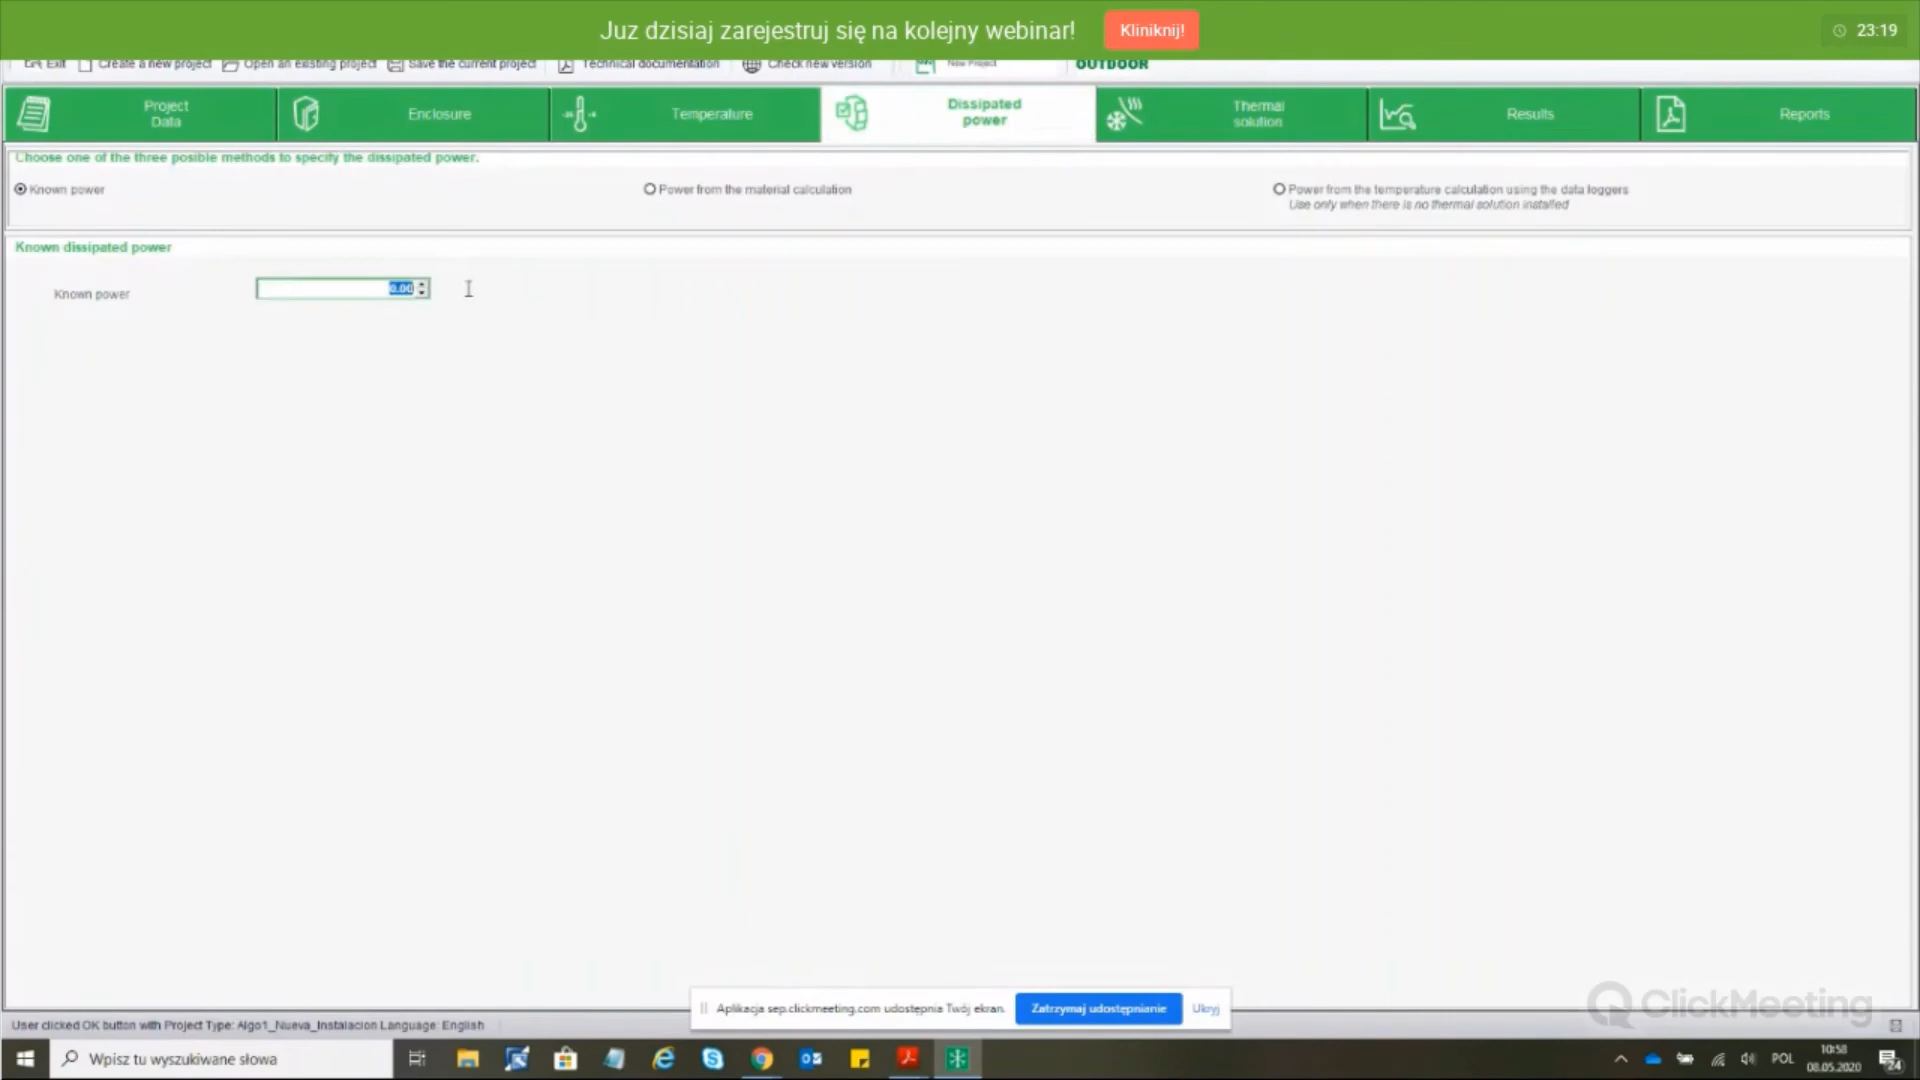 Juz dzisiaj zarejestruj się na kolejny webinar! Kliniknij! 23:19
Exit Create a new project Open an existing project Save the current project Technical documentation Check new version New Project OUTDOOR
Project Data
Enclosure
Temperature
Dissipated power
Thermal solution
Results
Reports
Choose one of the three posible methods to specify the dissipated power.
Known power
Power from the material calculation
Power from the temperature calculation using the data loggers
Use only when there is no thermal solution installed
Known dissipated power
Known power 0.00
Aplikacja sep.clickmeeting.com udostępnia Twój ekran. Zatrzymaj udostępnianie Ukryj
ClickMeeting
User clicked OK button with Project Type: Algo1_Nueva_Instalacion Language: English
Wpisz tu wyszukiwane słowa
POL
10:58
08.05.2020
24